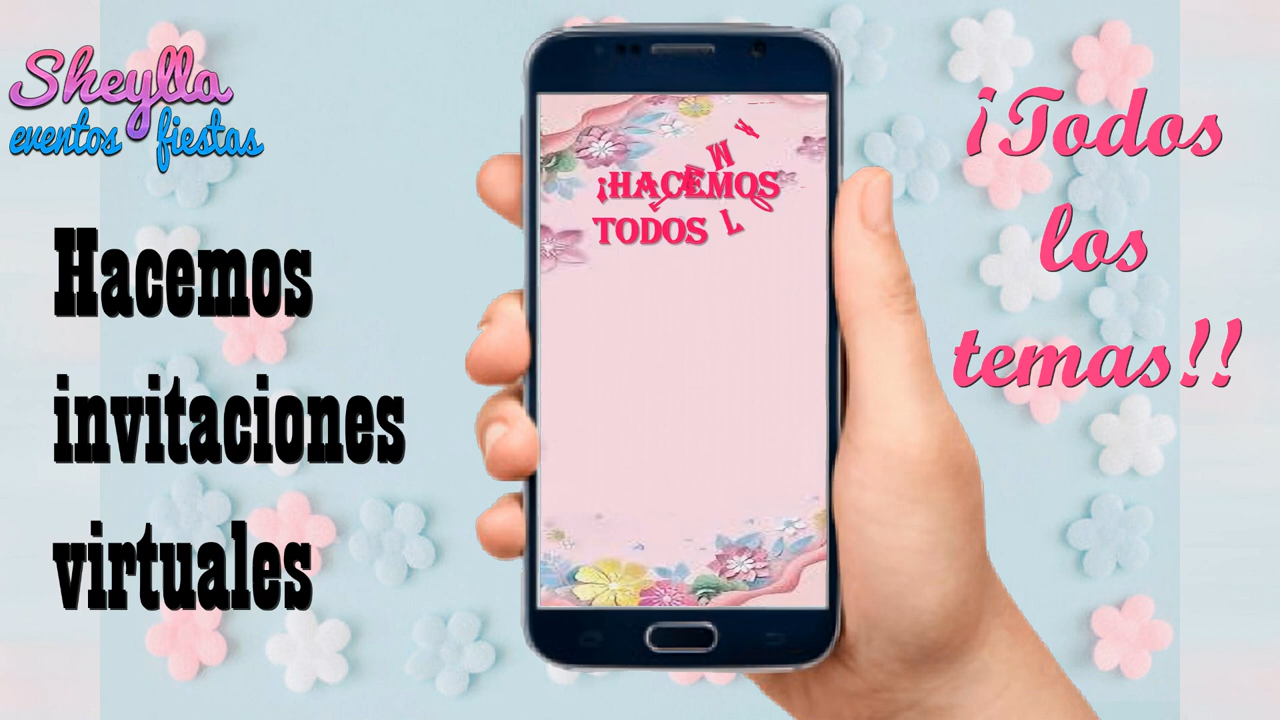 Sheylla
eventos fiestas
Hacemos
invitaciones
virtuales
¡HACEMOS
TODOS L
¡Todos
los
temas!!